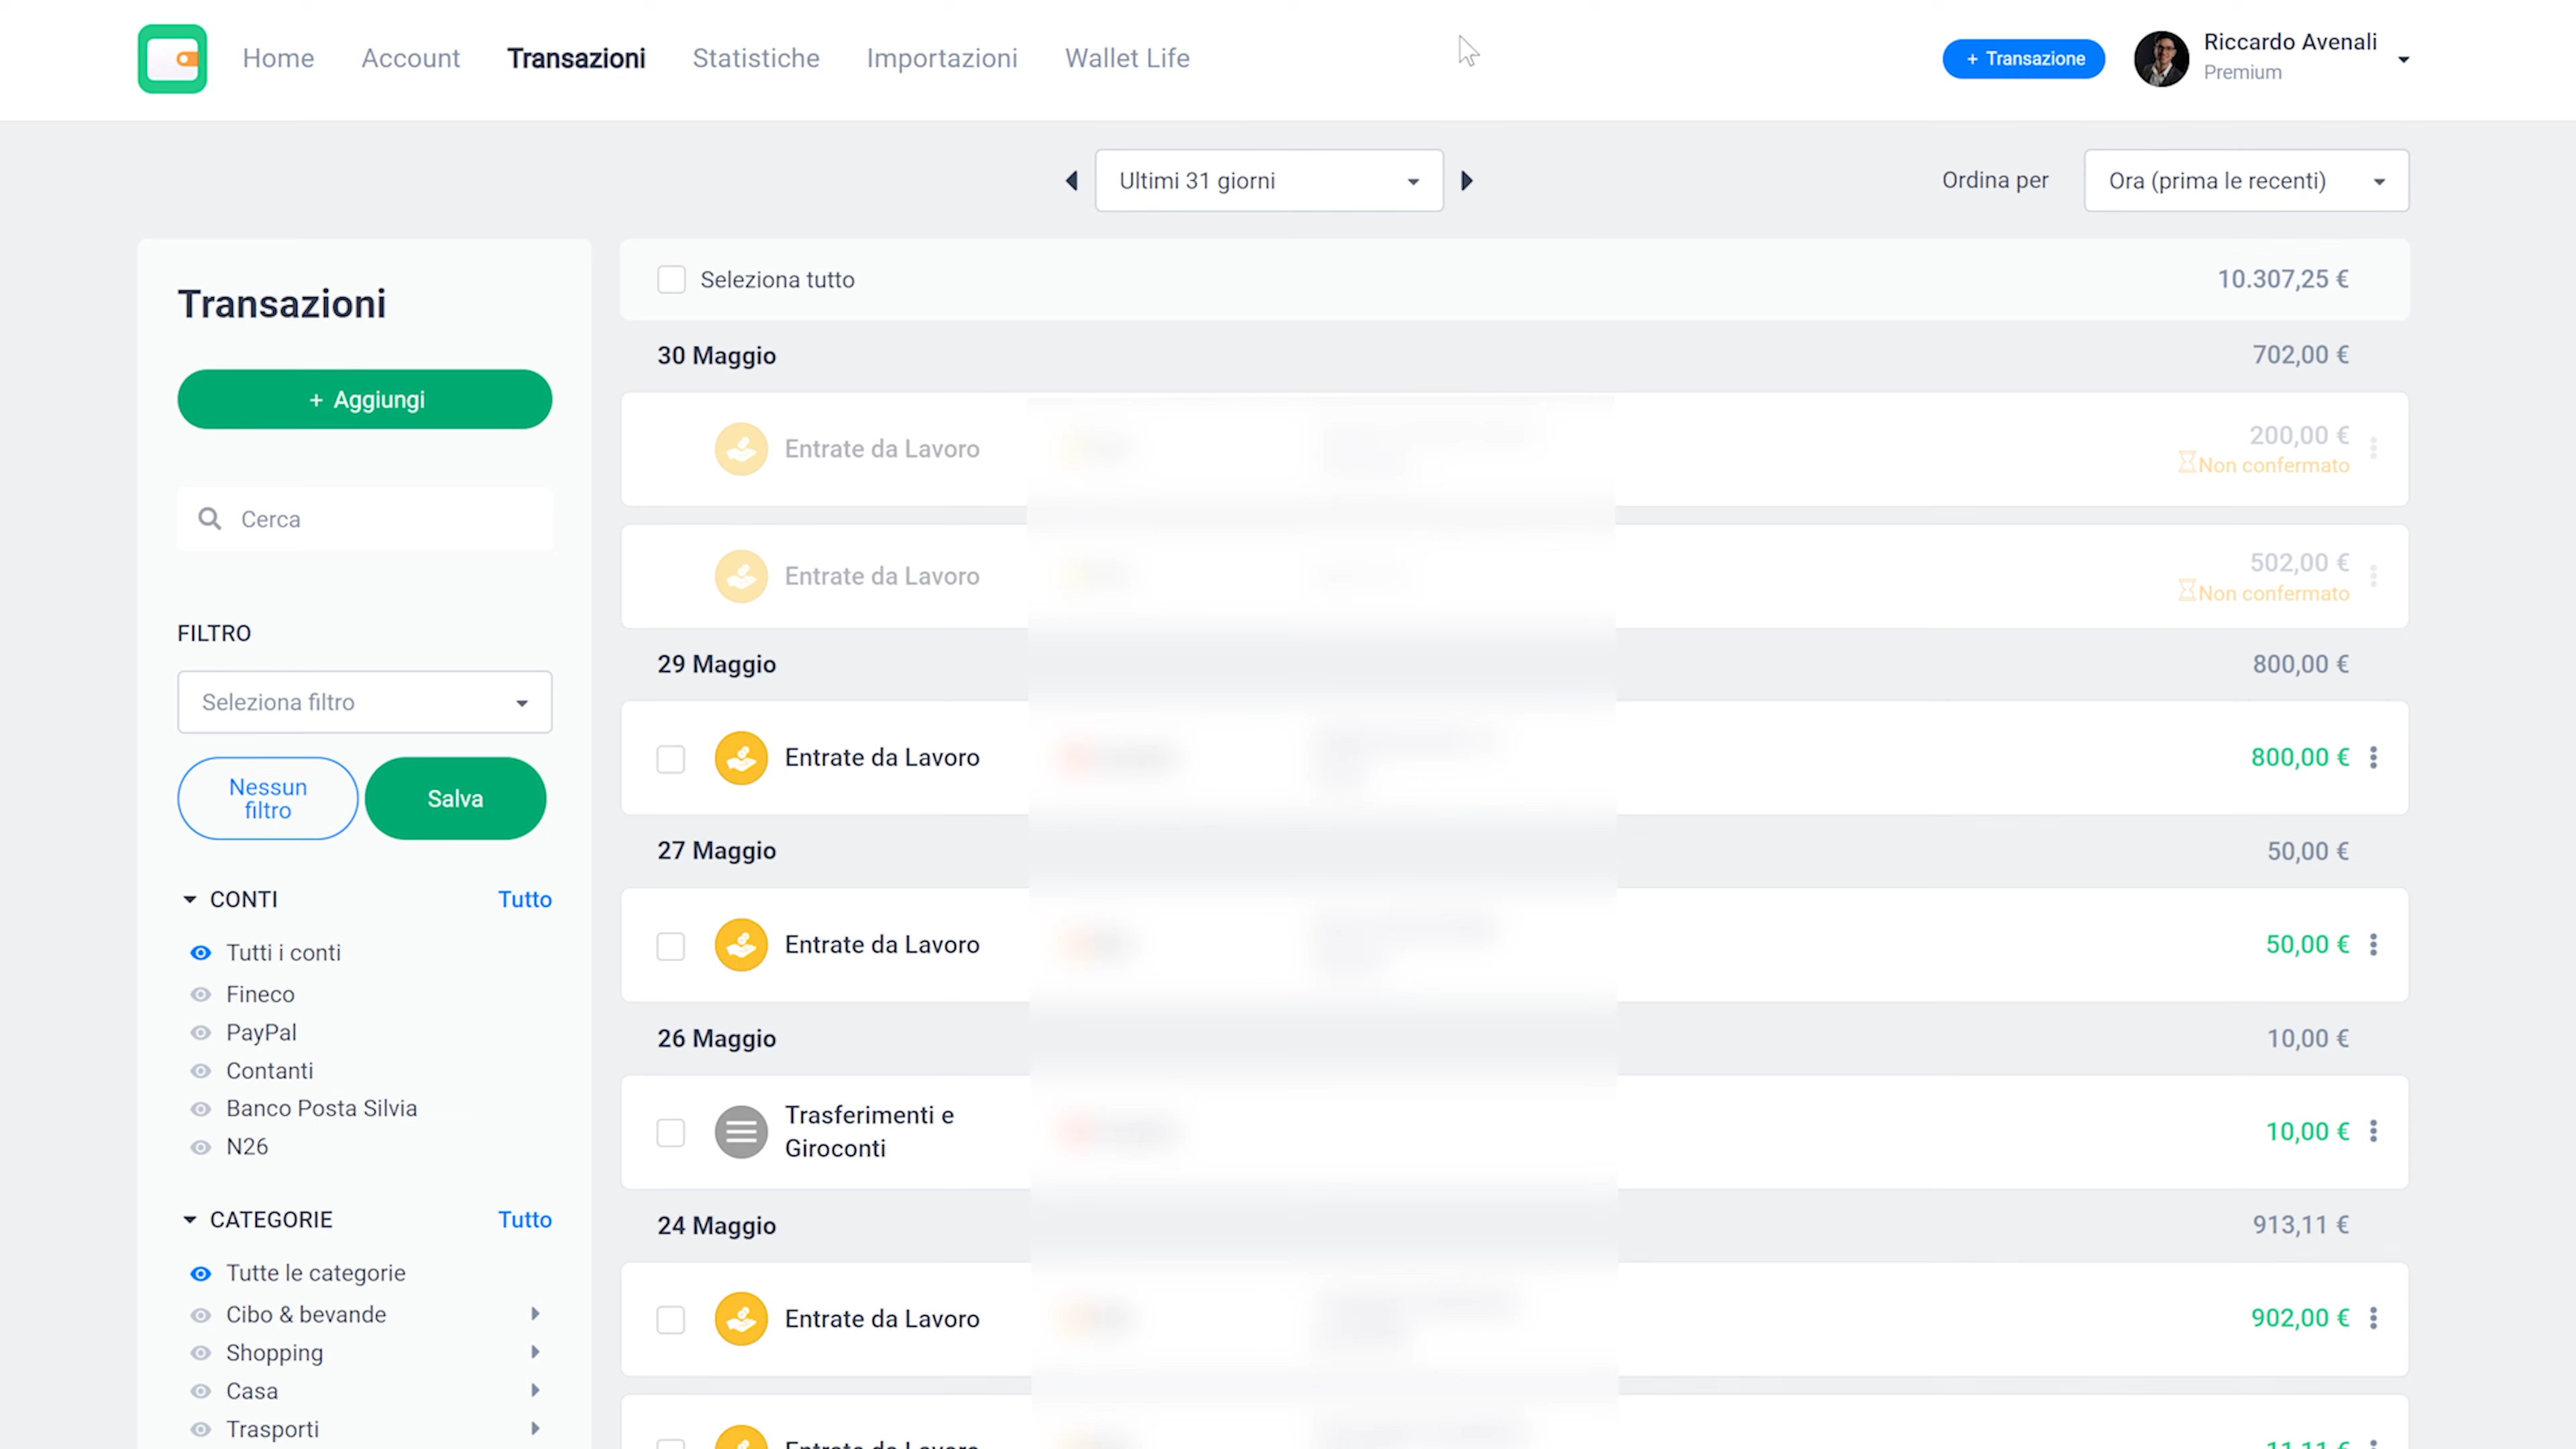 Home
Account
Transazioni
Statistiche
Importazioni
Wallet Life
+ Transazione
Riccardo Avenali
Premium
Ultimi 31 giorni
Ordina per
Ora (prima le recenti)
Transazioni
+ Aggiungi
Cerca
FILTRO
Seleziona filtro
Nessun
filtro
Salva
CONTI
Tutto
Tutti i conti
Fineco
PayPal
Contanti
Banco Posta Silvia
N26
CATEGORIE
Tutto
Tutte le categorie
Cibo & bevande
Shopping
Casa
Trasporti
Seleziona tutto
10.307,25 €
30 Maggio
702,00 €
Entrate da Lavoro
200,00 €
Non confermato
Entrate da Lavoro
502,00 €
Non confermato
29 Maggio
800,00 €
Entrate da Lavoro
800,00 €
27 Maggio
50,00 €
Entrate da Lavoro
50,00 €
26 Maggio
10,00 €
Trasferimenti e
Giroconti
10,00 €
24 Maggio
913,11 €
Entrate da Lavoro
902,00 €
Entrate da Lavoro
11,11 €